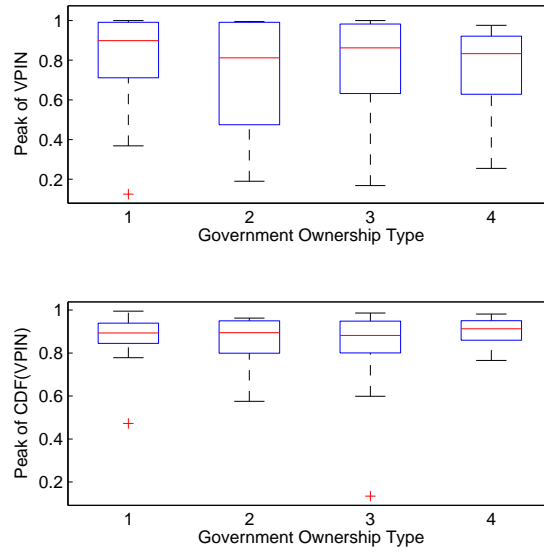 Peak of VPIN
1
0.8
0.6
0.4
0.2
1 2 3 4
Government Ownership Type
Peak of CDF(VPIN)
1
0.8
0.6
0.4
0.2
1 2 3 4
Government Ownership Type